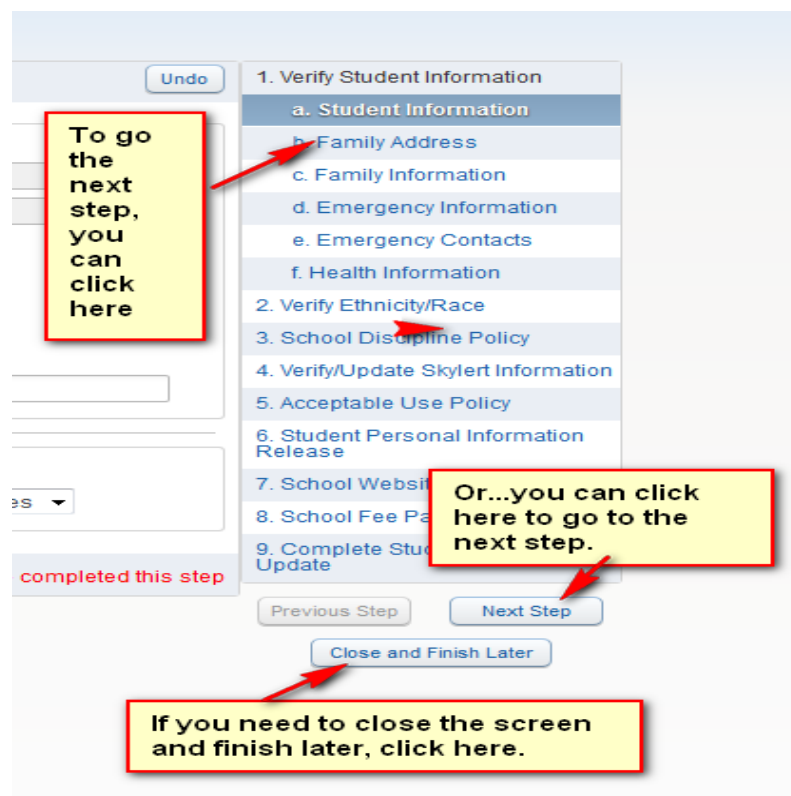 Undo
To go
the
next
step,
you
can
click
here
1. Verify Student Information
a. Student Information
b. Family Address
c. Family Information
d. Emergency Information
e. Emergency Contacts
f. Health Information
2. Verify Ethnicity/Race
3. School Discipline Policy
4. Verify/Update Skylert Information
5. Acceptable Use Policy
6. Student Personal Information
Release
7. School Websit
8. School Fee Pa
9. Complete Stud
Update
es
completed this step
Or...you can click
here to go to the
next step.
Previous Step
Next Step
Close and Finish Later
If you need to close the screen
and finish later, click here.